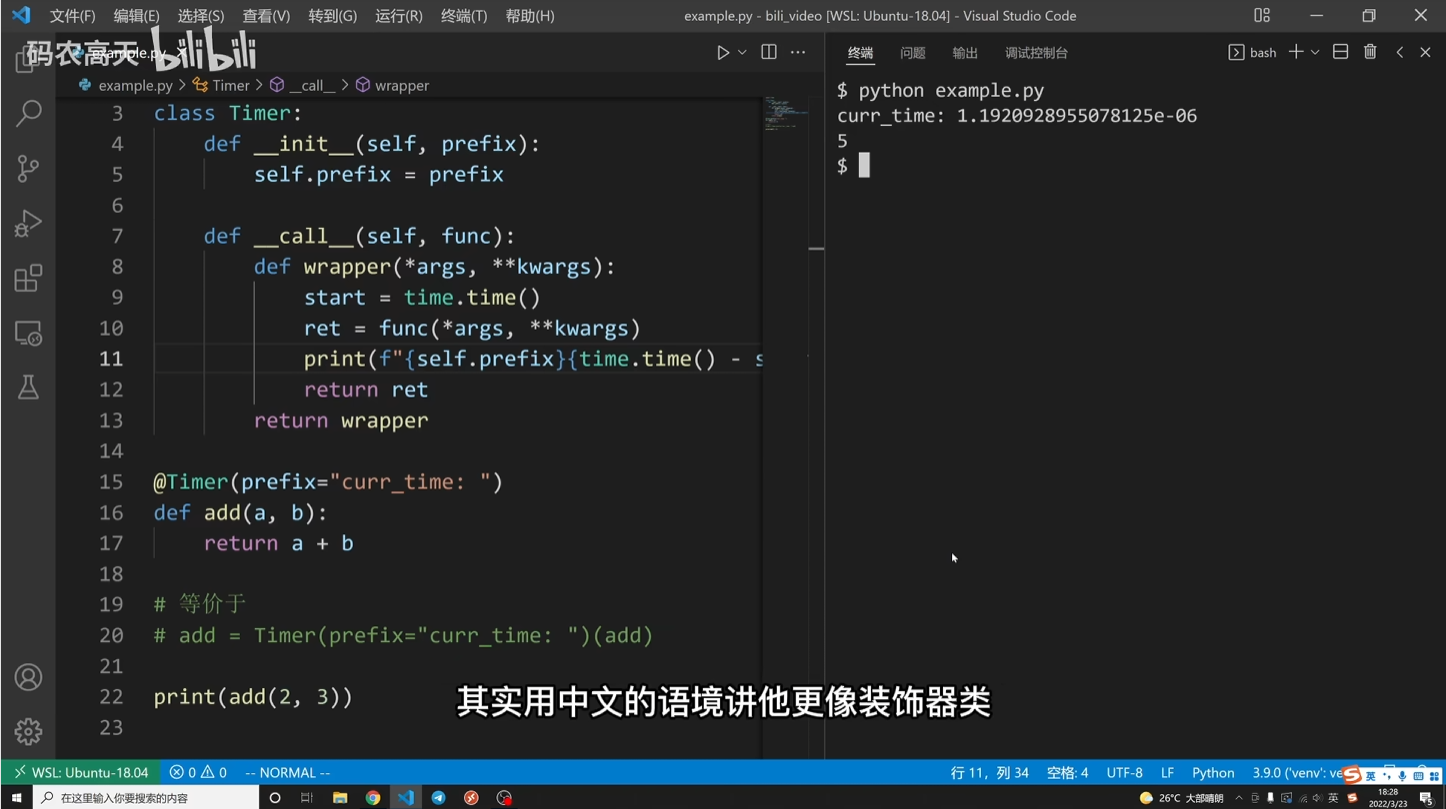 文件(F) 编辑(E) 选择(S) 查看(V) 转到(G) 运行(R) 终端(T) 帮助(H) example.py - bili_video [WSL: Ubuntu-18.04] - Visual Studio Code
码农高天 bilibili
example.py
example.py > Timer > __call__ > wrapper
3 class Timer:
4 def __init__(self, prefix):
5 self.prefix = prefix
6
7 def __call__(self, func):
8 def wrapper(*args, **kwargs):
9 start = time.time()
10 ret = func(*args, **kwargs)
11 print(f"{self.prefix}{time.time() - s
12 return ret
13 return wrapper
14
15 @Timer(prefix="curr_time: ")
16 def add(a, b):
17 return a + b
18
19 # 等价于
20 # add = Timer(prefix="curr_time: ")(add)
21
22 print(add(2, 3))
23
终端 问题 输出 调试控制台 bash
$ python example.py
curr_time: 1.1920928955078125e-06
5
$
其实用中文的语境讲他更像装饰器类
WSL: Ubuntu-18.04 0 0 -- NORMAL -- 行 11，列 34 空格: 4 UTF-8 LF Python 3.9.0 ('venv': ve
英
在这里输入你要搜索的内容 26°C 大部晴朗 英 18:28
2022/3/23